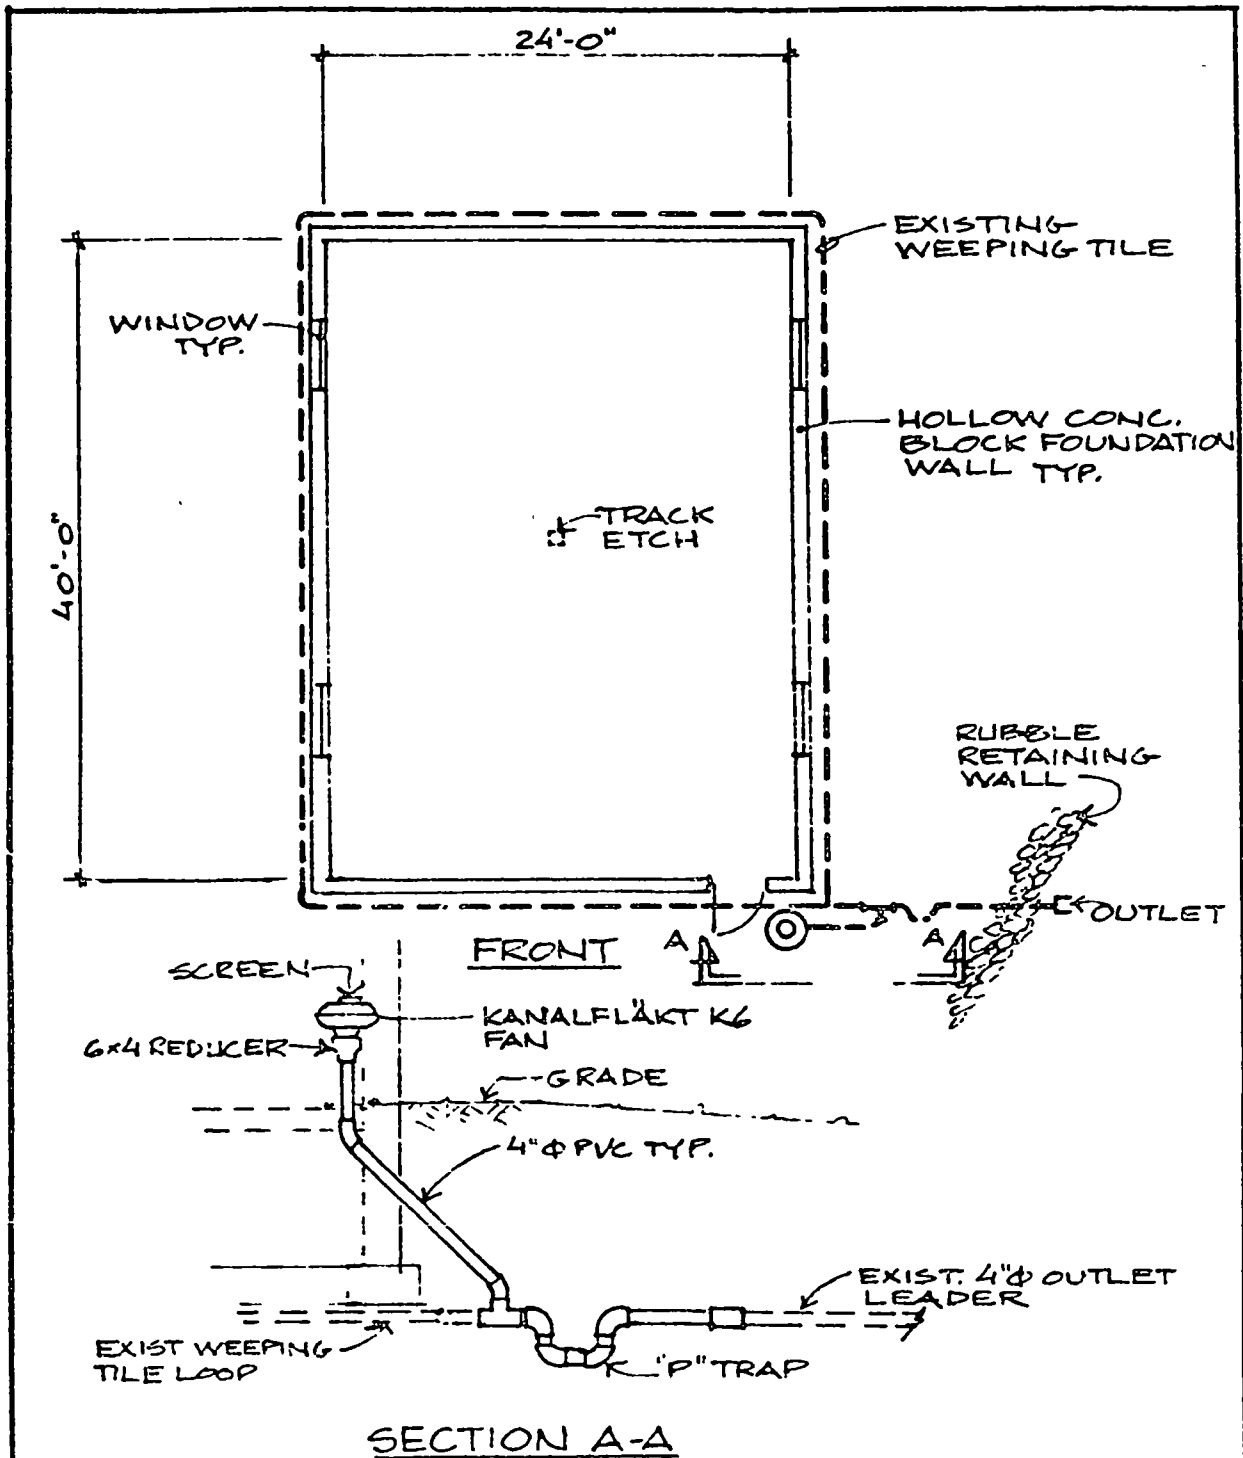 24'-0"
EXISTING
WEEPING TILE
WINDOW
TYP.
HOLLOW CONC.
BLOCK FOUNDATION
WALL TYP.
TRACK
ETCH
40'-0"
RUBBLE
RETAINING
WALL
OUTLET
FRONT
A
A
SCREEN
KANALFLÄKT K6
FAN
6x4 REDUCER
GRADE
4"Φ PVC TYP.
EXIST. 4"Φ OUTLET
LEADER
EXIST WEEPING
TILE LOOP
"P" TRAP
SECTION A-A